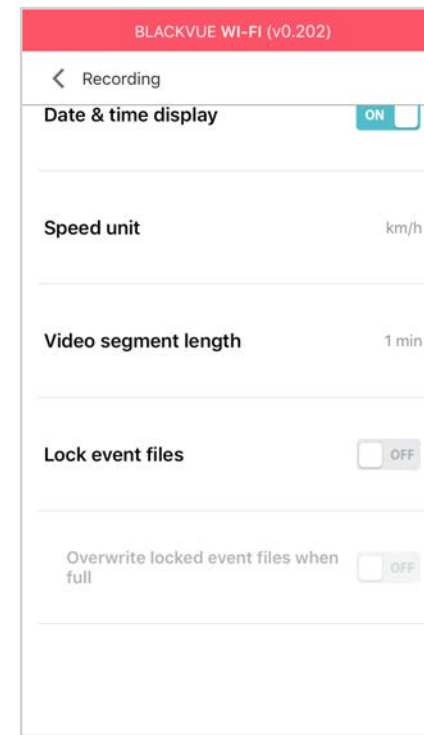 BLACKVUE WI-FI (v0.202)
Recording
Date & time display ON
Speed unit km/h
Video segment length 1 min
Lock event files OFF
Overwrite locked event files when
full OFF